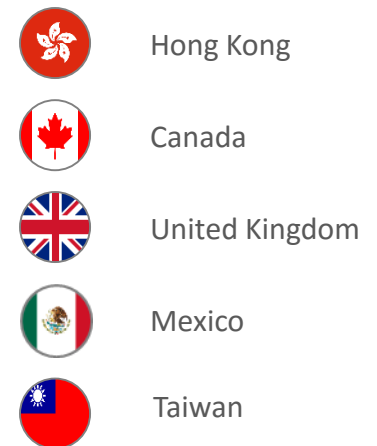 Hong Kong
Canada
United Kingdom
Mexico
Taiwan